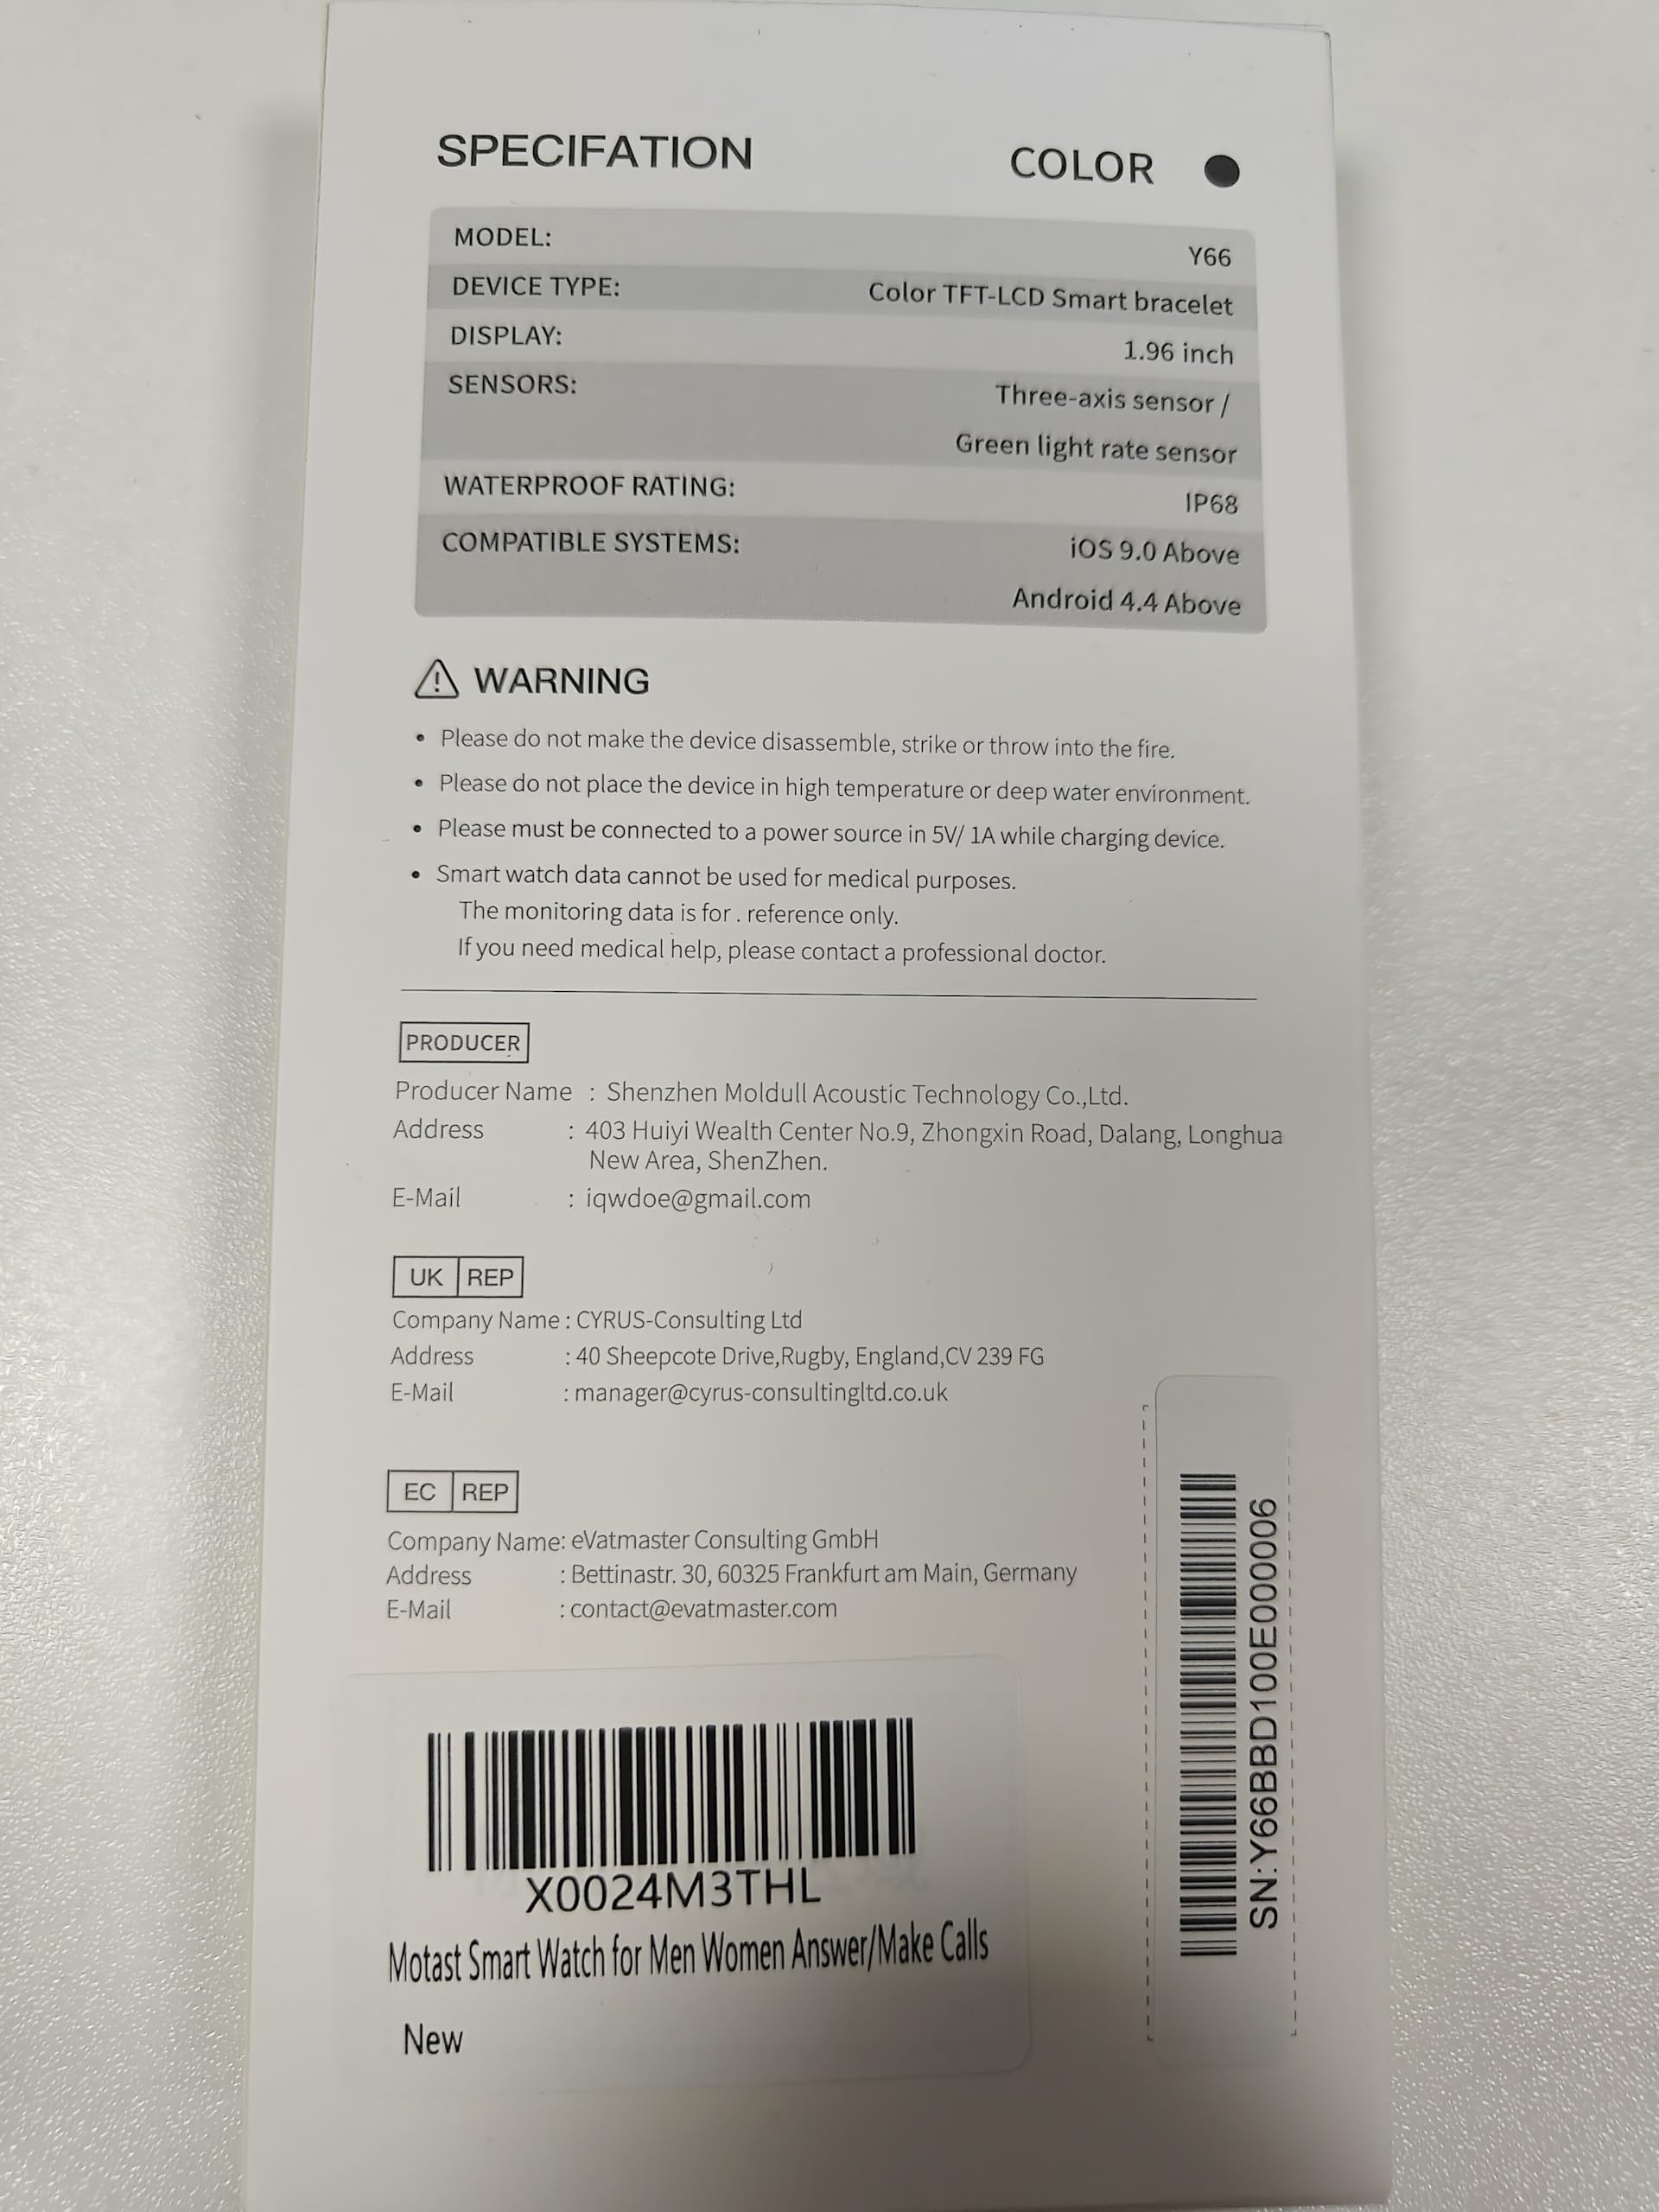 SPECIFATION
COLOR
MODEL: Y66
DEVICE TYPE: Color TFT-LCD Smart bracelet
DISPLAY: 1.96 inch
SENSORS: Three-axis sensor /
Green light rate sensor
WATERPROOF RATING: IP68
COMPATIBLE SYSTEMS: iOS 9.0 Above
Android 4.4 Above
WARNING
• Please do not make the device disassemble, strike or throw into the fire.
• Please do not place the device in high temperature or deep water environment.
• Please must be connected to a power source in 5V/ 1A while charging device.
• Smart watch data cannot be used for medical purposes.
The monitoring data is for . reference only.
If you need medical help, please contact a professional doctor.
PRODUCER
Producer Name : Shenzhen Moldull Acoustic Technology Co.,Ltd.
Address : 403 Huiyi Wealth Center No.9, Zhongxin Road, Dalang, Longhua
New Area, ShenZhen.
E-Mail : iqwdoe@gmail.com
UK REP
Company Name : CYRUS-Consulting Ltd
Address : 40 Sheepcote Drive,Rugby, England,CV 239 FG
E-Mail : manager@cyrus-consultingltd.co.uk
EC REP
Company Name: eVatmaster Consulting GmbH
Address : Bettinastr. 30, 60325 Frankfurt am Main, Germany
E-Mail : contact@evatmaster.com
SN:Y66BBD100E000006
X0024M3THL
Motast Smart Watch for Men Women Answer/Make Calls
New